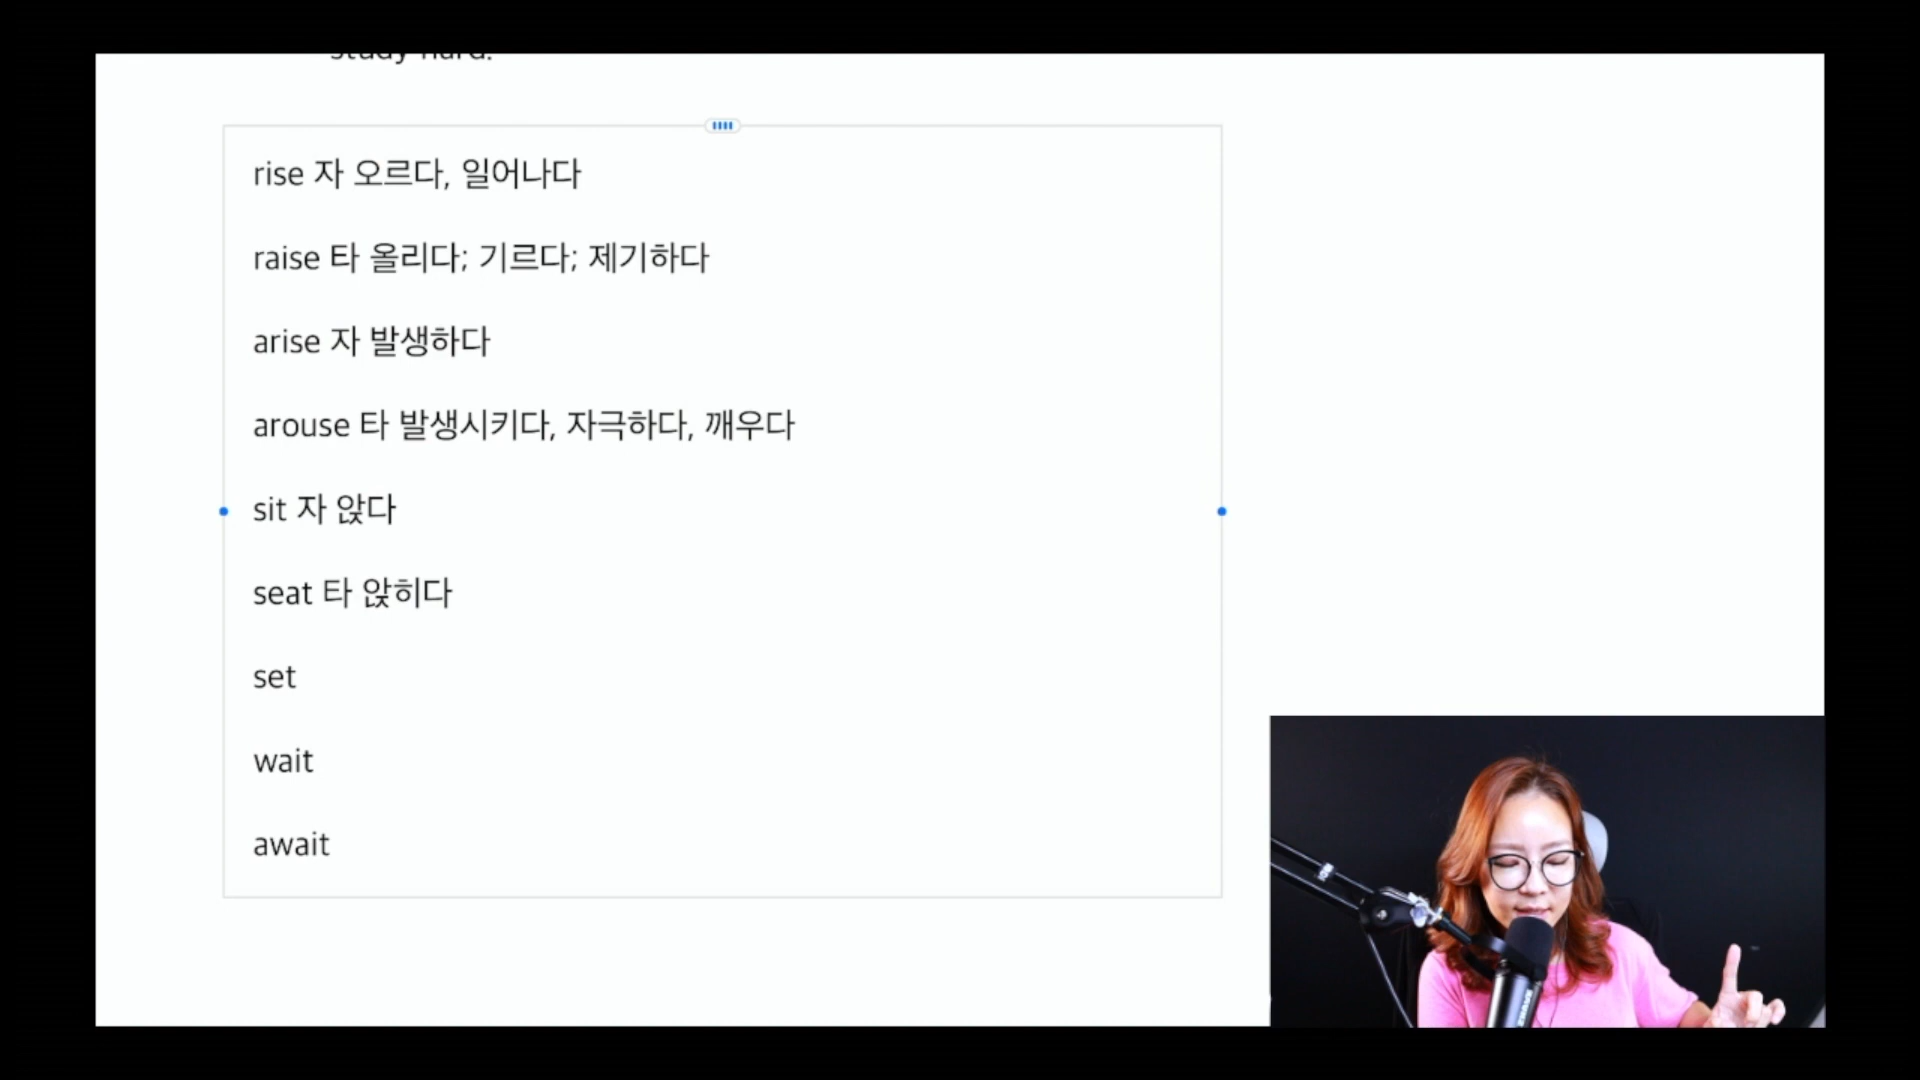 study hard.
rise 자 오르다, 일어나다
raise 타 올리다; 기르다; 제기하다
arise 자 발생하다
arouse 타 발생시키다, 자극하다, 깨우다
sit 자 앉다
seat 타 앉히다
set
wait
await